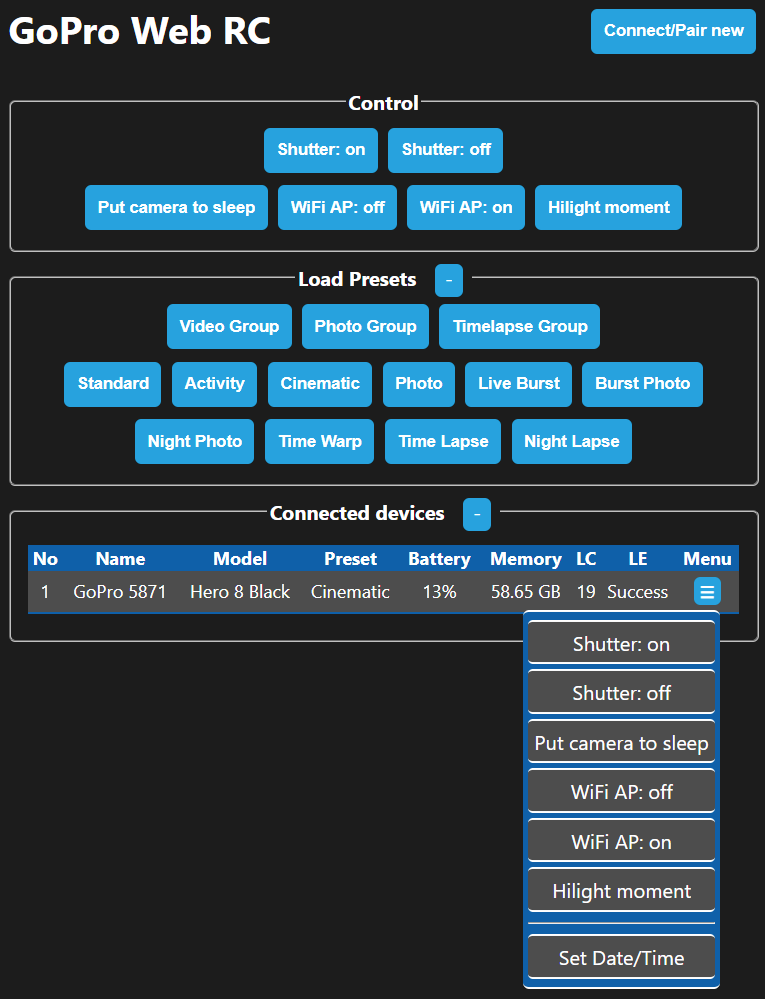 GoPro Web RC
Connect/Pair new
Control
Shutter: on Shutter: off
Put camera to sleep WiFi AP: off WiFi AP: on Hilight moment
Load Presets -
Video Group Photo Group Timelapse Group
Standard Activity Cinematic Photo Live Burst Burst Photo
Night Photo Time Warp Time Lapse Night Lapse
Connected devices -
No Name Model Preset Battery Memory LC LE Menu
1 GoPro 5871 Hero 8 Black Cinematic 13% 58.65 GB 19 Success
Shutter: on
Shutter: off
Put camera to sleep
WiFi AP: off
WiFi AP: on
Hilight moment
Set Date/Time